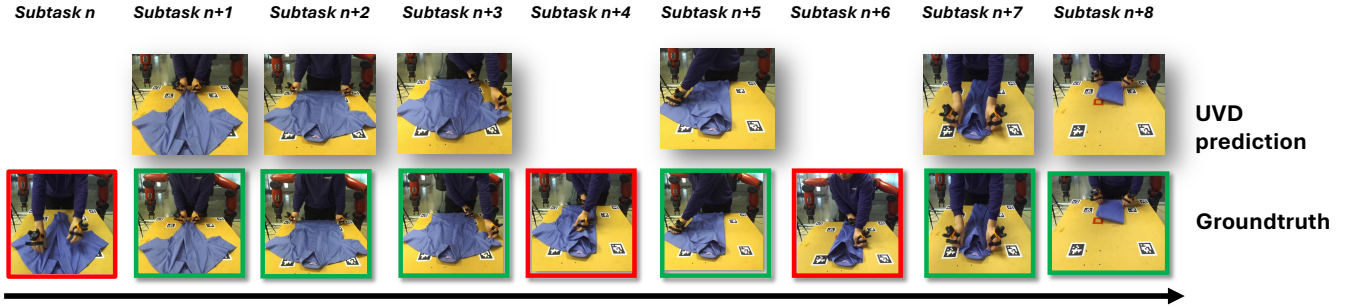 Subtask n
Subtask n+1
Subtask n+2
Subtask n+3
Subtask n+4
Subtask n+5
Subtask n+6
Subtask n+7
Subtask n+8
UVD
prediction
Groundtruth